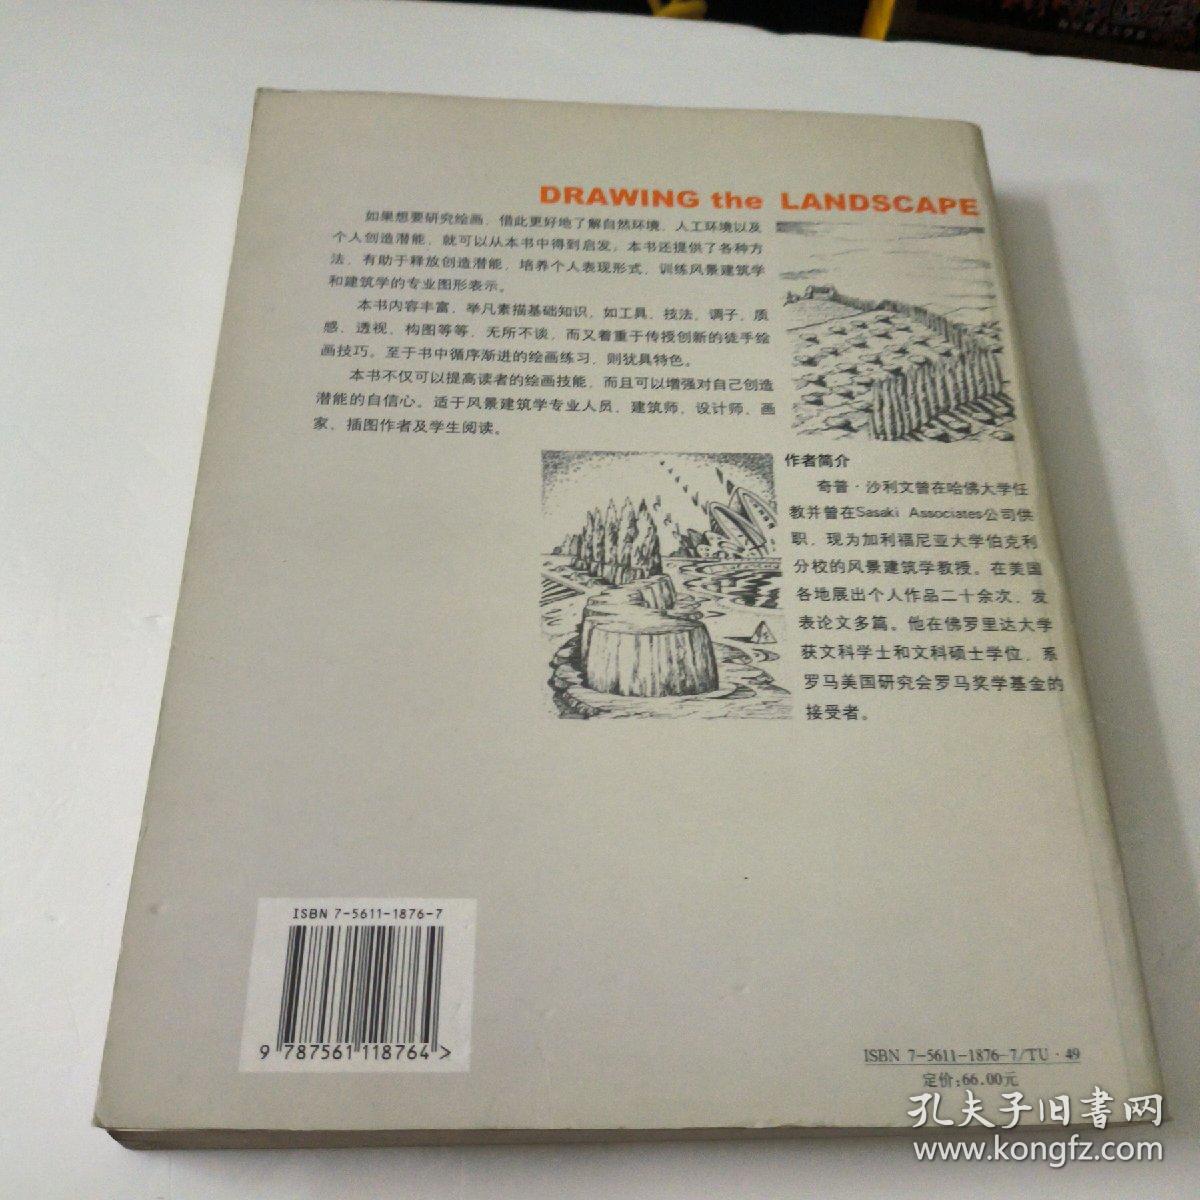 DRAWING the LANDSCAPE
如果想要研究绘画，借此更好地了解自然环境、人工环境以及
个人创造潜能，就可以从本书中得到启发。本书还提供了各种方
法，有助于释放创造潜能，培养个人表现形式，训练风景建筑学
和建筑学的专业图形表示。
本书内容丰富，举凡素描基础知识，如工具、技法、调子、质
感、透视、构图等等，无所不谈，而又着重于传授创新的徒手绘
画技巧。至于书中循序渐进的绘画练习，则犹具特色。
本书不仅可以提高读者的绘画技能，而且可以增强对自己创造
潜能的自信心。适于风景建筑学专业人员、建筑师、设计师、画
家、插图作者及学生阅读。
作者简介
奇普·沙利文曾在哈佛大学任
教并曾在Sasaki Associates公司供
职，现为加利福尼亚大学伯克利
分校的风景建筑学教授。在美国
各地展出个人作品二十余次，发
表论文多篇。他在佛罗里达大学
获文科学士和文科硕士学位，系
罗马美国研究会罗马奖学基金的
接受者。
ISBN 7-5611-1876-7
9 787561 118764 >
ISBN 7-5611-1876-7/TU·49
定价:66.00元
孔夫子旧书网
www.kongfz.com